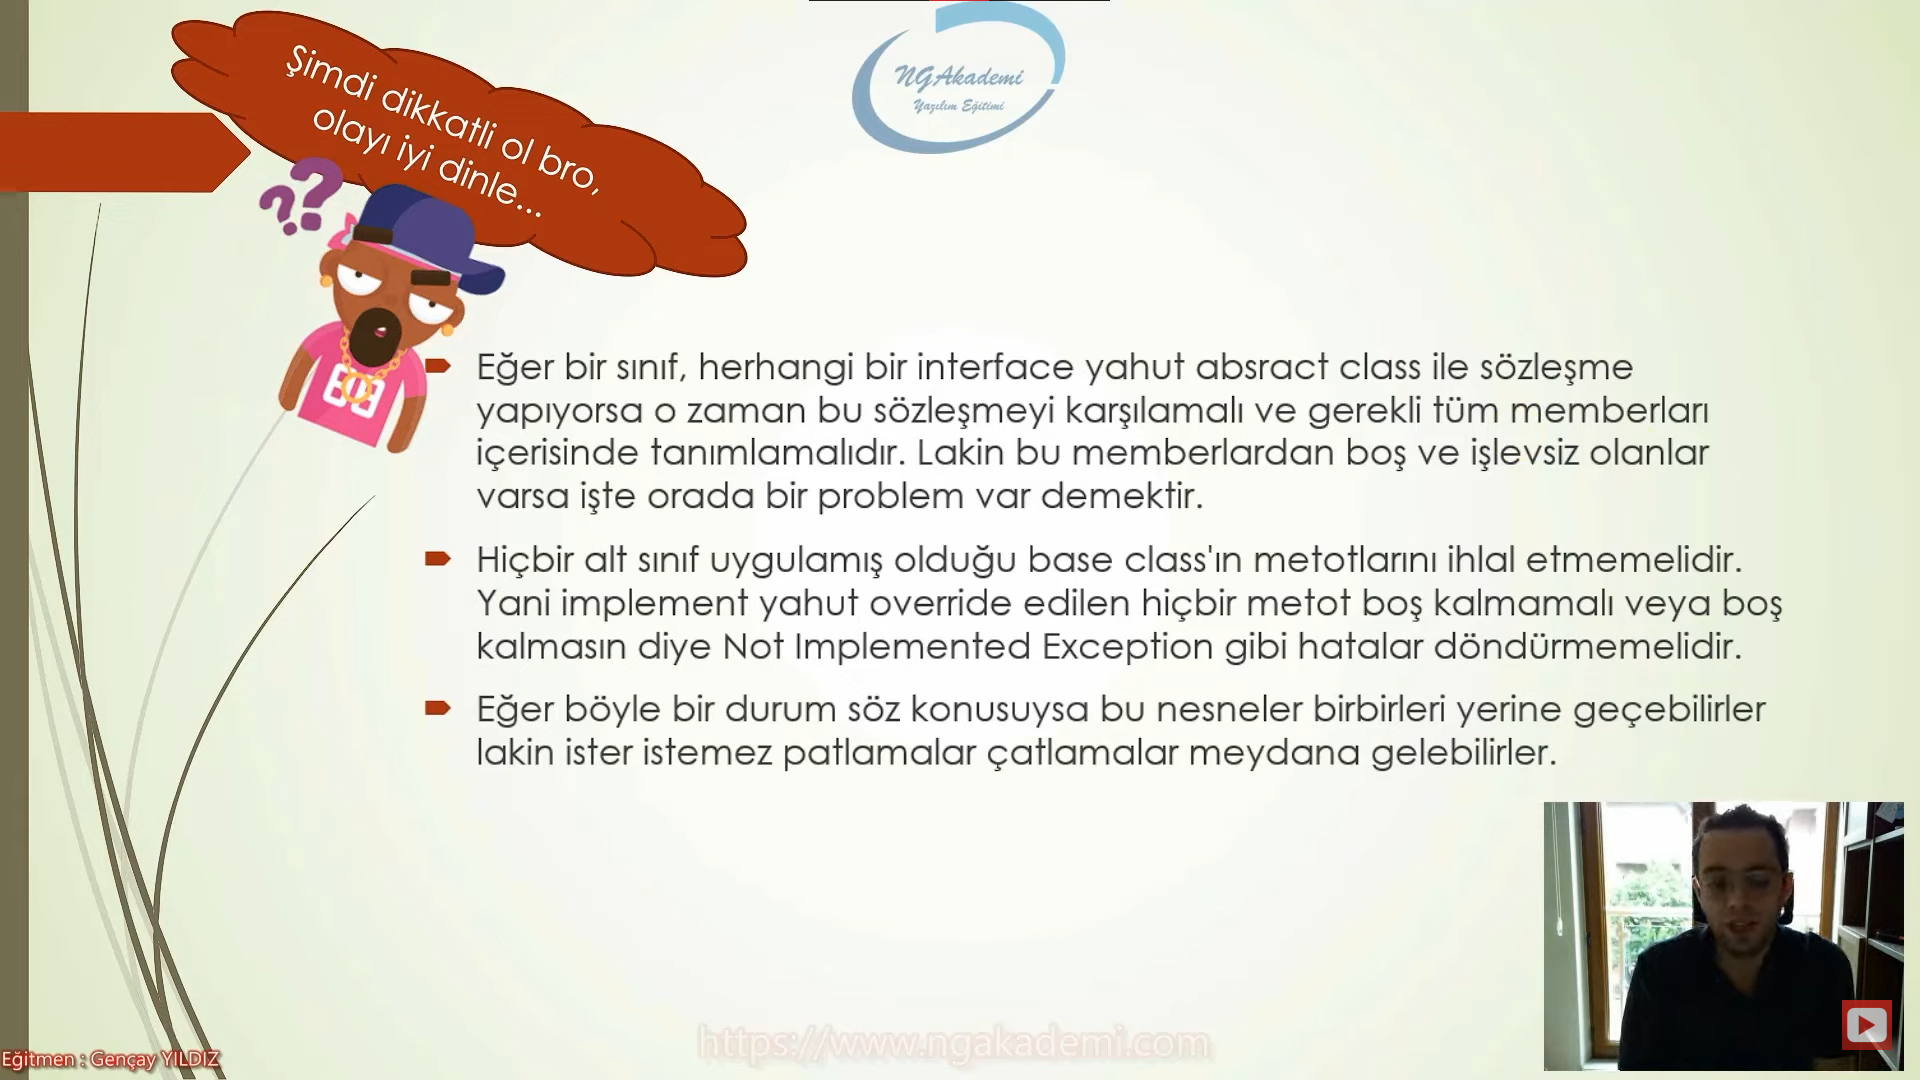 Şimdi dikkatli ol bro,
olayı iyi dinle...
NGAkademi
Yazılım Eğitimi
Eğer bir sınıf, herhangi bir interface yahut absract class ile sözleşme
yapıyorsa o zaman bu sözleşmeyi karşılamalı ve gerekli tüm memberları
içerisinde tanımlamalıdır. Lakin bu memberlardan boş ve işlevsiz olanlar
varsa işte orada bir problem var demektir.
Hiçbir alt sınıf uygulamış olduğu base class'ın metotlarını ihlal etmemelidir.
Yani implement yahut override edilen hiçbir metot boş kalmamalı veya boş
kalmasın diye Not Implemented Exception gibi hatalar döndürmemelidir.
Eğer böyle bir durum söz konusuysa bu nesneler birbirleri yerine geçebilirler
lakin ister istemez patlamalar çatlamalar meydana gelebilirler.
https://www.ngakademi.com
Eğitmen : Gençay YILDIZ